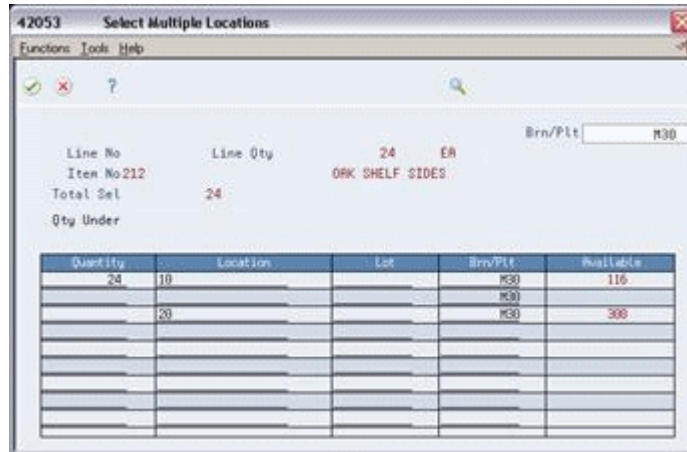 42053 Select Multiple Locations
Functions Tools Help
?
Brn/Plt M30
Line No Line Qty 24 EA
Item No 212 OAK SHELF SIDES
Total Sel 24
Qty Under
Quantity Location Lot Brn/Plt Available
24 10 M30 116
M30
20 M30 300